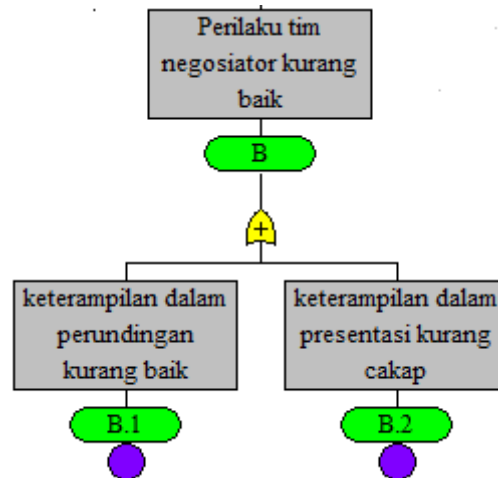 Perilaku tim
negosiator kurang
baik
B
+
keterampilan dalam
perundingan
kurang baik
B.1
keterampilan dalam
presentasi kurang
cakap
B.2